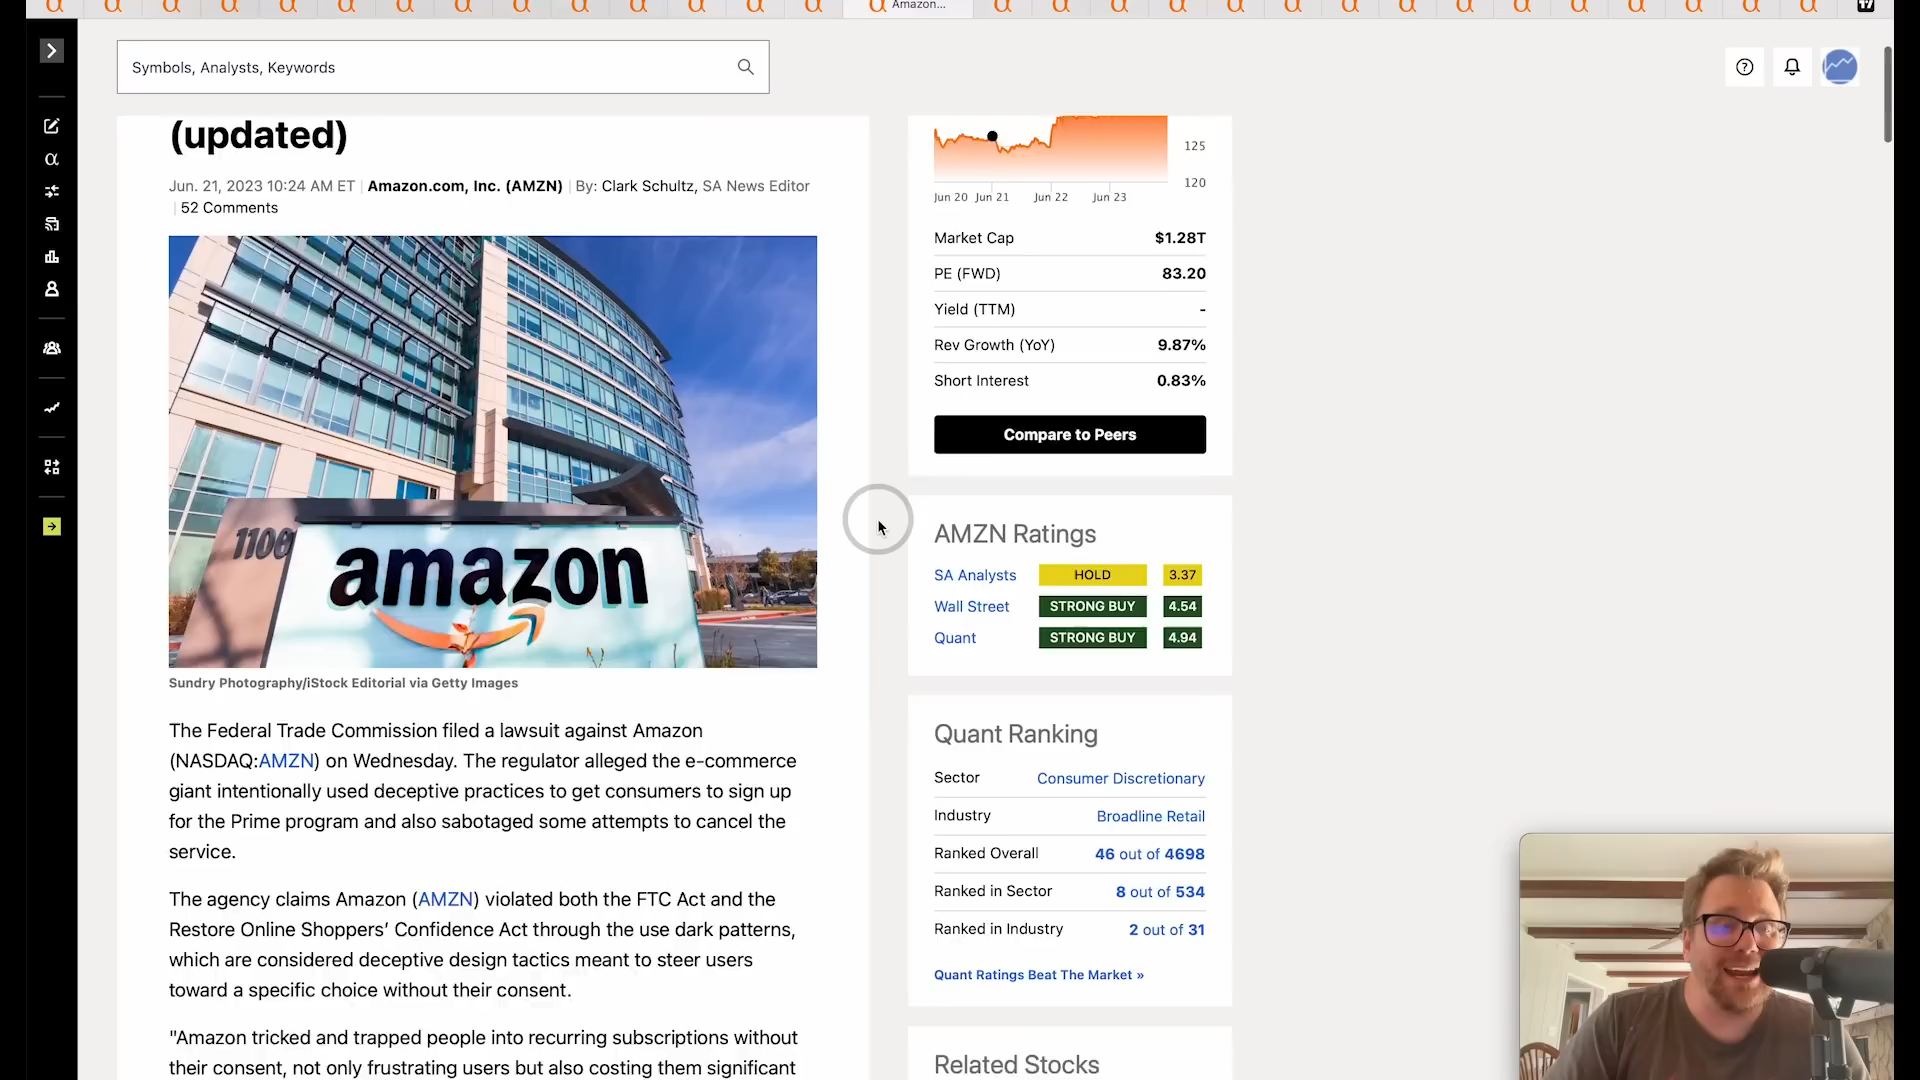 Amazon...
Symbols, Analysts, Keywords
(updated)
Jun. 21, 2023 10:24 AM ET | Amazon.com, Inc. (AMZN) | By: Clark Schultz, SA News Editor
| 52 Comments
1100
amazon
Sundry Photography/iStock Editorial via Getty Images
The Federal Trade Commission filed a lawsuit against Amazon
(NASDAQ:AMZN) on Wednesday. The regulator alleged the e-commerce
giant intentionally used deceptive practices to get consumers to sign up
for the Prime program and also sabotaged some attempts to cancel the
service.
The agency claims Amazon (AMZN) violated both the FTC Act and the
Restore Online Shoppers' Confidence Act through the use dark patterns,
which are considered deceptive design tactics meant to steer users
toward a specific choice without their consent.
"Amazon tricked and trapped people into recurring subscriptions without
their consent, not only frustrating users but also costing them significant
125
120
Jun 20 Jun 21 Jun 22 Jun 23
Market Cap $1.28T
PE (FWD) 83.20
Yield (TTM) -
Rev Growth (YoY) 9.87%
Short Interest 0.83%
Compare to Peers
AMZN Ratings
SA Analysts HOLD 3.37
Wall Street STRONG BUY 4.54
Quant STRONG BUY 4.94
Quant Ranking
Sector Consumer Discretionary
Industry Broadline Retail
Ranked Overall 46 out of 4698
Ranked in Sector 8 out of 534
Ranked in Industry 2 out of 31
Quant Ratings Beat The Market »
Related Stocks